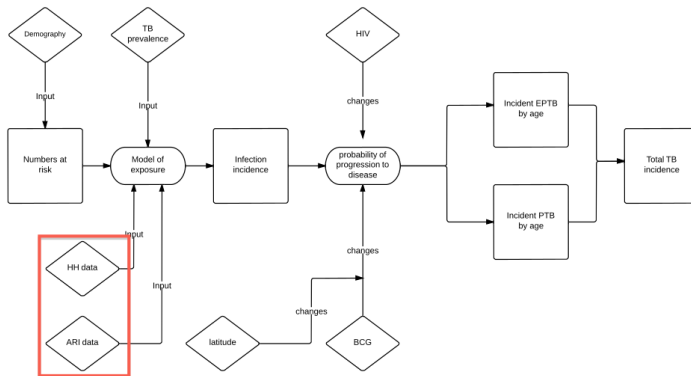 Demography
TB
prevalence
HIV
Input
Input
changes
Incident EPTB
by age
Numbers at
risk
Model of
exposure
Infection
incidence
probability of
progression to
disease
Total TB
incidence
Incident PTB
by age
Input
HH data
changes
Input
changes
ARI data
latitude
BCG